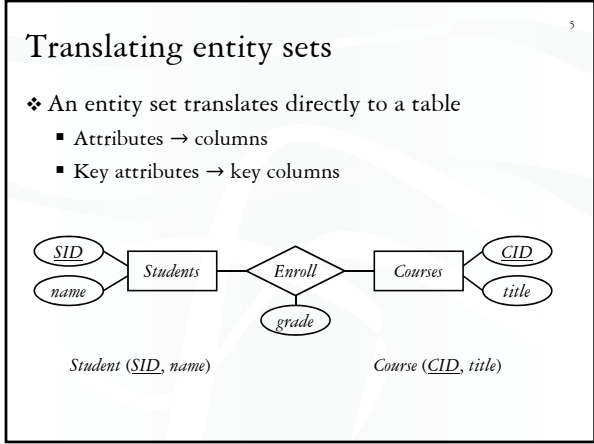 5
Translating entity sets
❖ An entity set translates directly to a table
▪ Attributes → columns
▪ Key attributes → key columns
SID
name
Students
Enroll
grade
Courses
CID
title
Student (SID, name)
Course (CID, title)